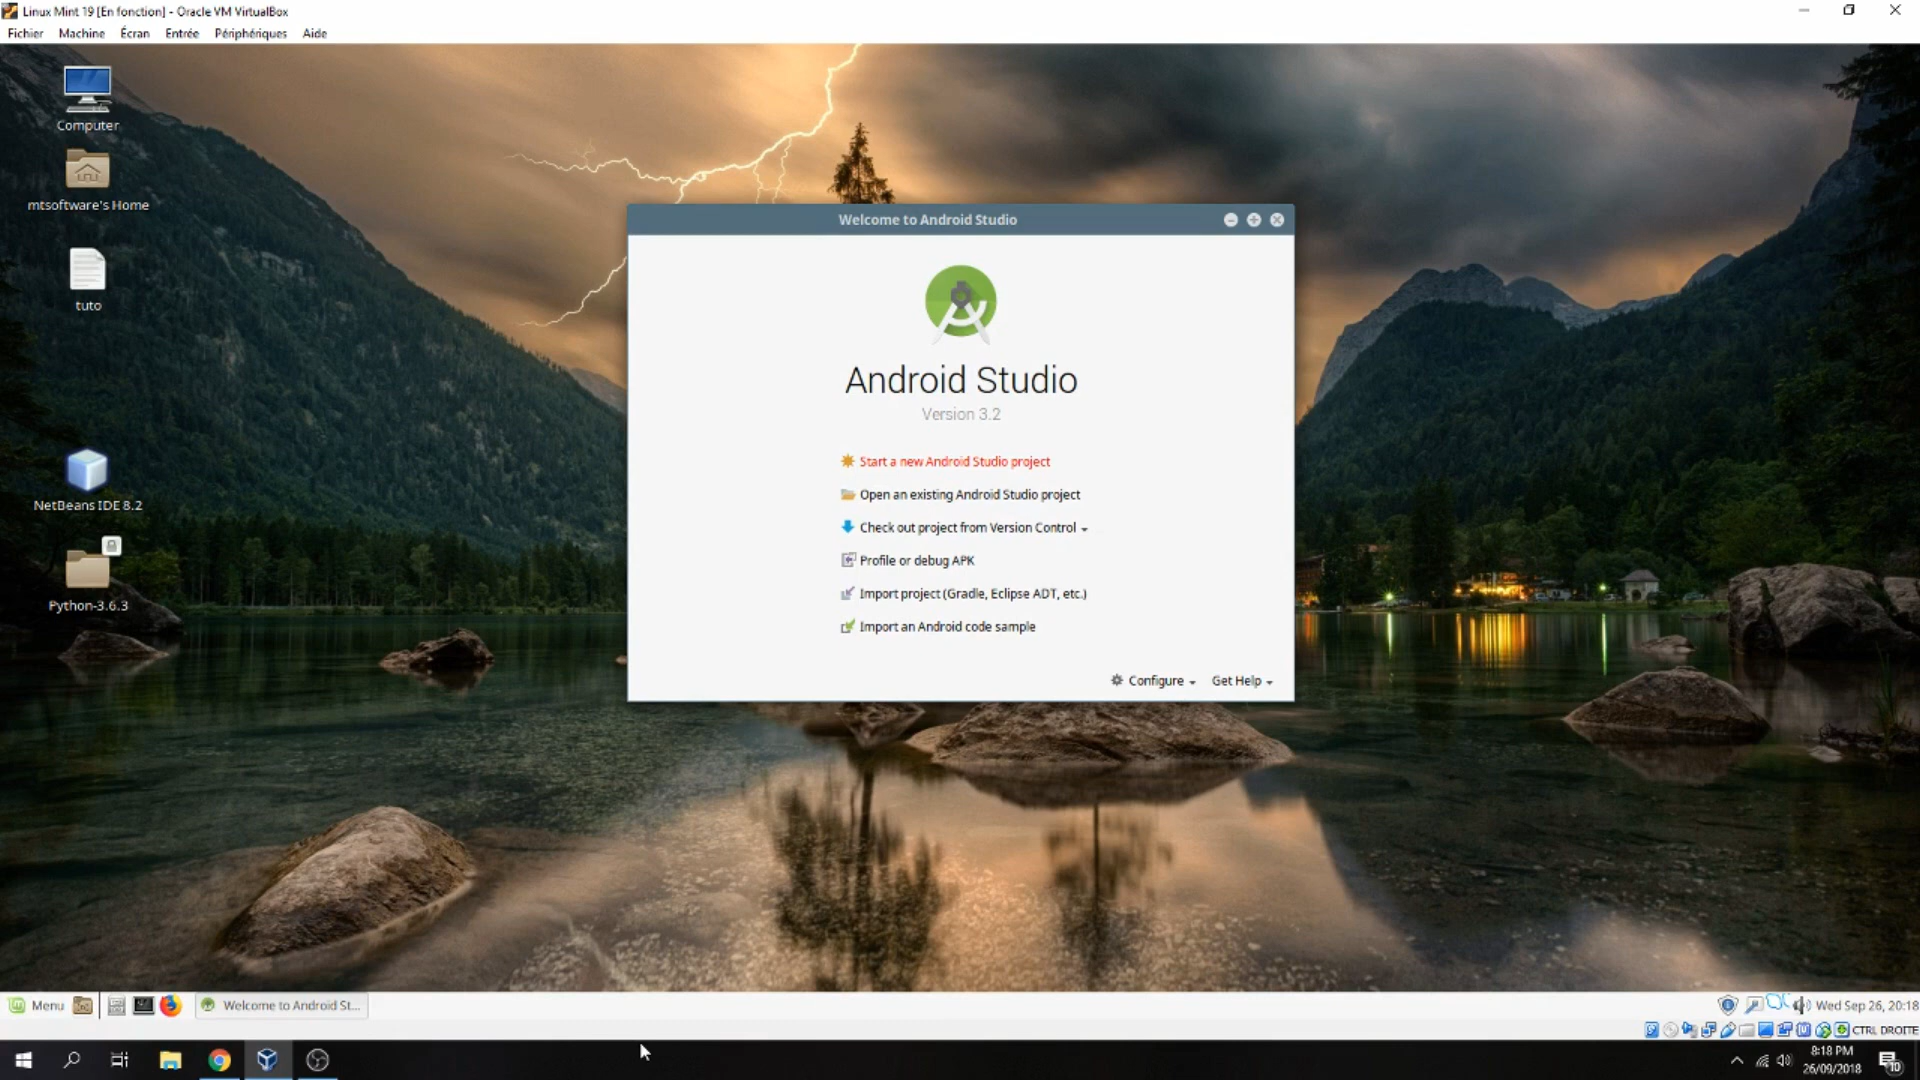 Linux Mint 19 [En fonction] - Oracle VM VirtualBox
Fichier Machine Écran Entrée Périphériques Aide
Computer
mtsoftware's Home
tuto
NetBeans IDE 8.2
Python-3.6.3
Welcome to Android Studio
Android Studio
Version 3.2
Start a new Android Studio project
Open an existing Android Studio project
Check out project from Version Control
Profile or debug APK
Import project (Gradle, Eclipse ADT, etc.)
Import an Android code sample
Configure Get Help
Menu Welcome to Android St... Wed Sep 26, 20:18
CTRL DROITE
8:18 PM
26/09/2018
10